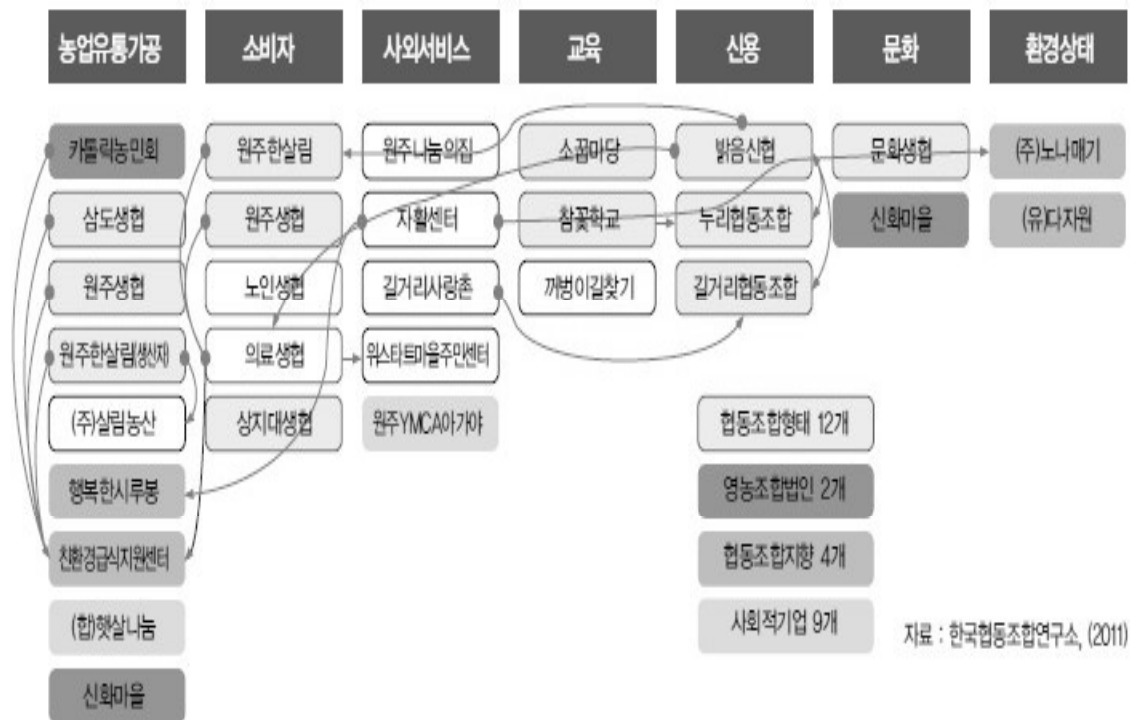 농업유통가공
소비자
사외서비스
교육
신용
문화
환경상태
카톨릭농민회
원주한살림
원주나눔의집
소꿉마당
밝음신협
문화생협
(주)노나매기
삼도생협
원주생협
자활센터
참꽃학교
누리협동조합
신화마을
(유)다자원
원주생협
노인생협
길거리사랑촌
꺼벙이길찾기
길거리협동조합
원주한살림(생산자)
의료생협
위스타트마을주민센터
(주)살림농산
상지대생협
원주YMCA아가야
협동조합형태 12개
행복한시루봉
영농조합법인 2개
친환경급식지원센터
협동조합지향 4개
(합)햇살나눔
사회적기업 9개
자료 : 한국협동조합연구소, (2011)
신화마을